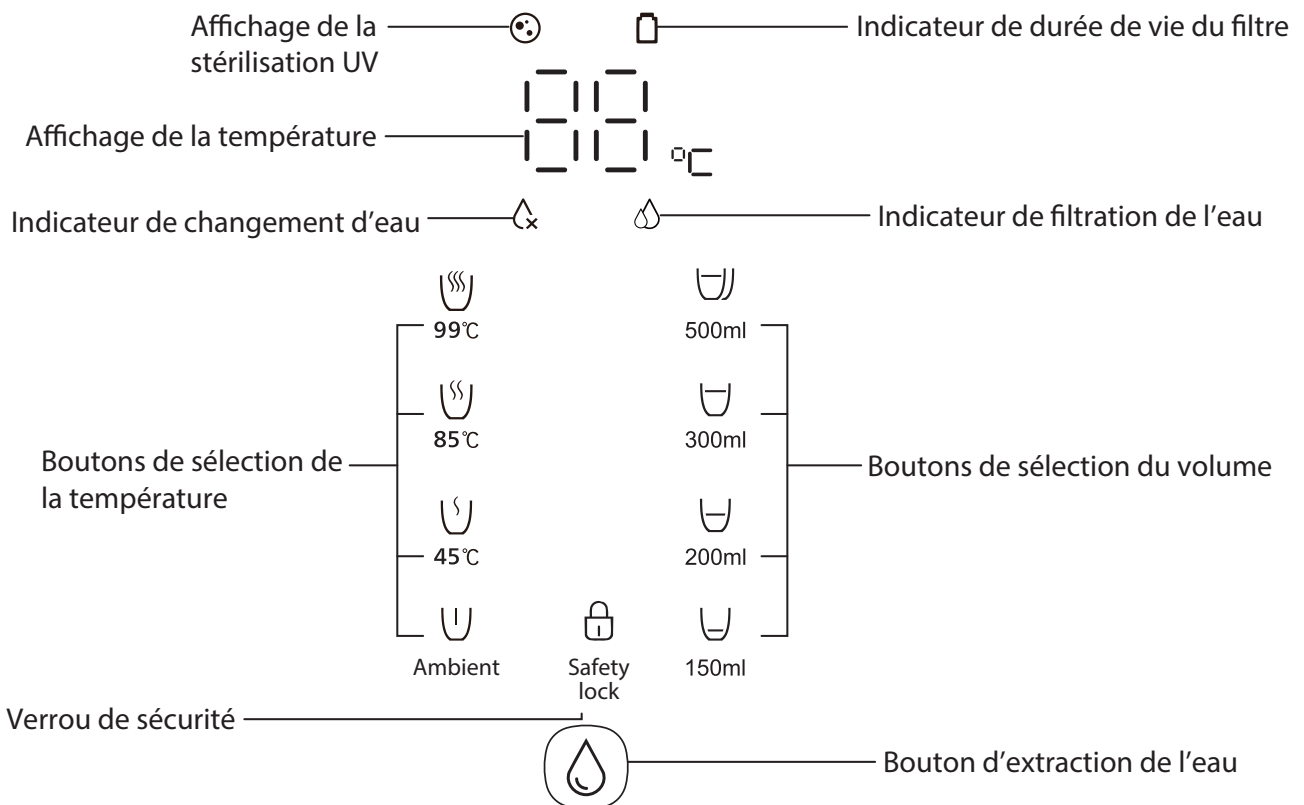 Affichage de la
stérilisation UV
Indicateur de durée de vie du filtre
Affichage de la température
88 °C
Indicateur de changement d'eau
Indicateur de filtration de l'eau
99℃
500ml
85℃
300ml
Boutons de sélection de
la température
Boutons de sélection du volume
45℃
200ml
Ambient
Safety
lock
150ml
Verrou de sécurité
Bouton d'extraction de l'eau